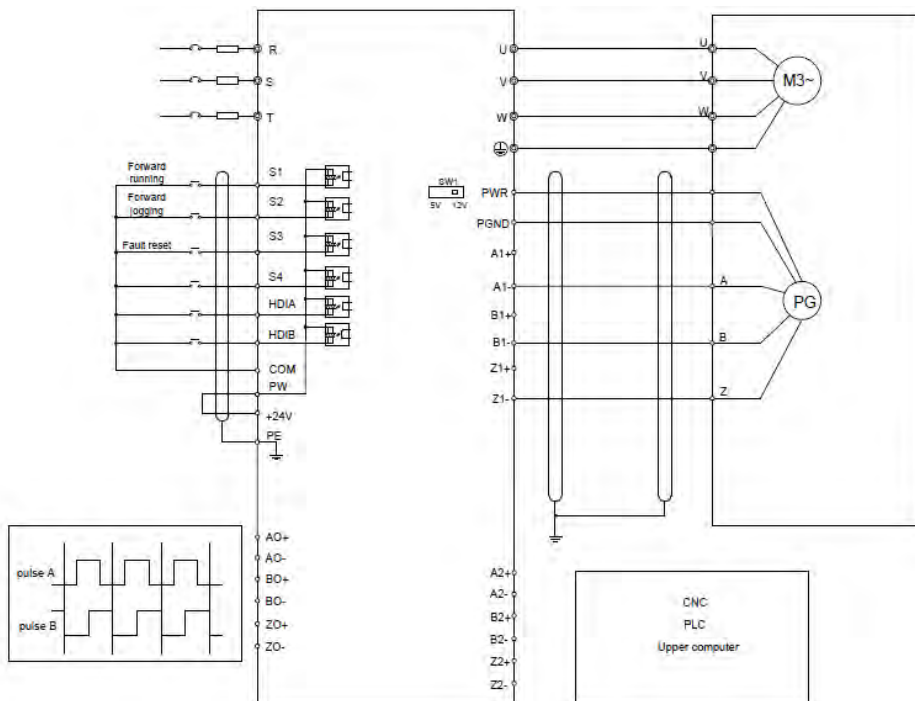 R
S
T
U
V
W
U
V
W
M3~
Forward
running
Forward
jogging
Fault reset
S1
S2
S3
S4
HDIA
HDIB
COM
PW
+24V
PE
SW1
5V 12V
PWR
PGND
A1+
A1-
B1+
B1-
Z1+
Z1-
A
B
Z
PG
pulse A
pulse B
AO+
AO-
BO+
BO-
ZO+
ZO-
A2+
A2-
B2+
B2-
Z2+
Z2-
CNC
PLC
Upper computer